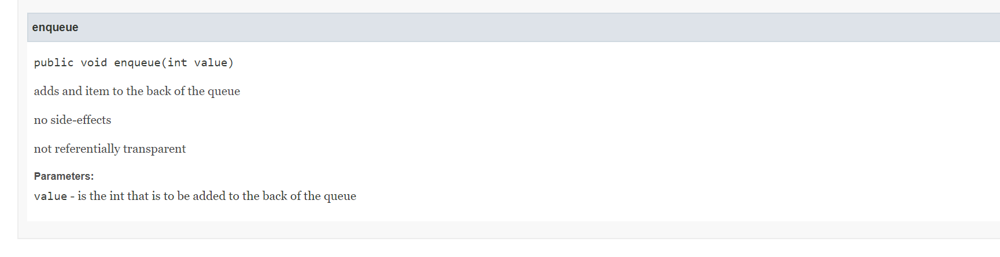 enqueue
public void enqueue(int value)
adds and item to the back of the queue
no side-effects
not referentially transparent
Parameters:
value - is the int that is to be added to the back of the queue